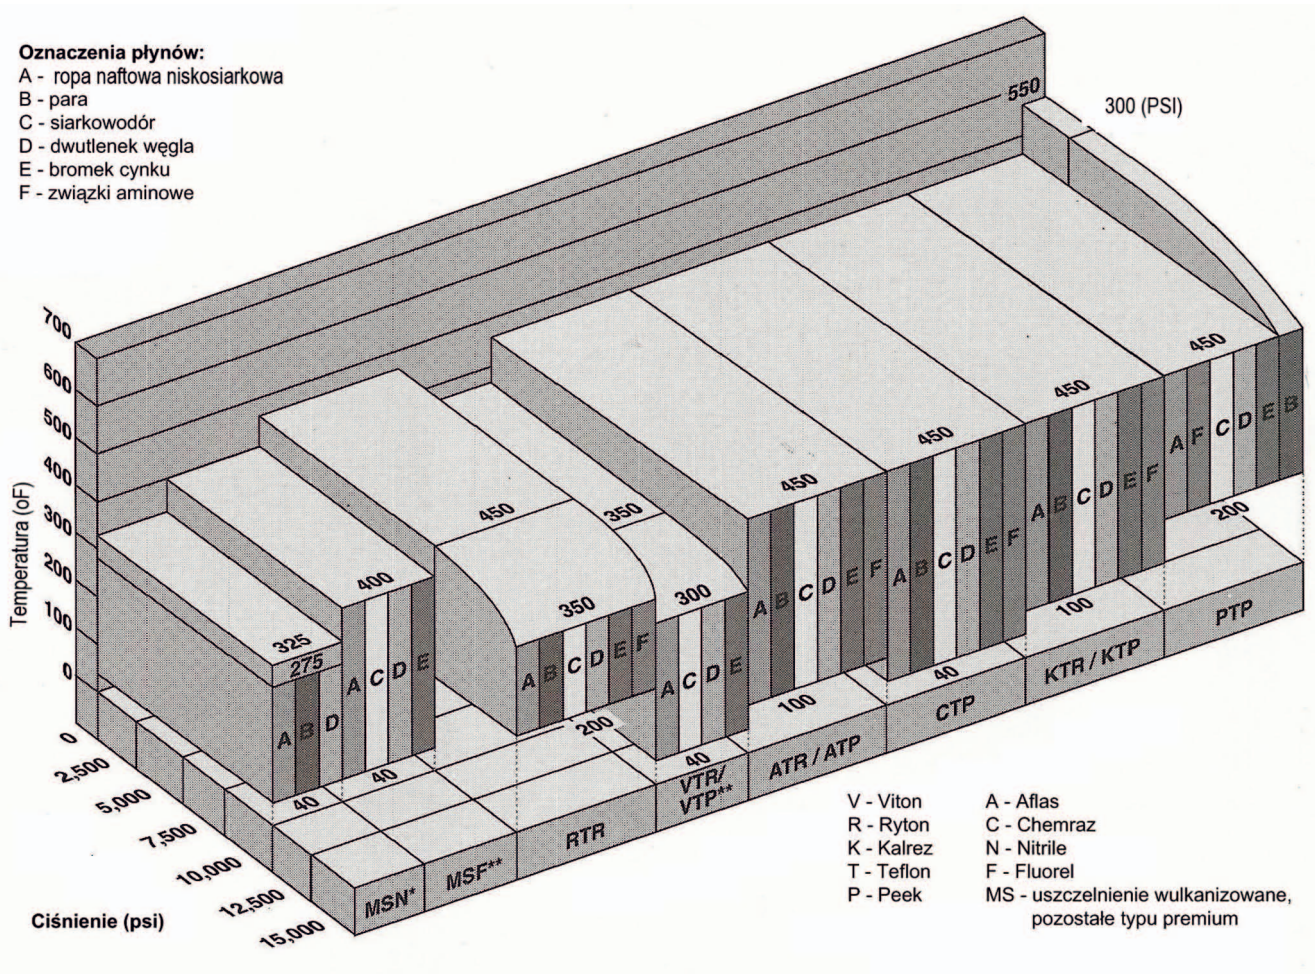 Oznaczenia płynów:
A - ropa naftowa niskosiarkowa
B - para
C - siarkowodór
D - dwutlenek węgla
E - bromek cynku
F - związki aminowe
550
300 (PSI)
700
600
500
400
300
200
100
0
Temperatura (oF)
450
450
450
450
450
350
400
350
300
325
275
A B D
A C D E
A B C D E F
A C D E
A B C D E F
A B C D E F
A B C D E F
A F C D E B
40
40
200
40
100
40
100
200
0
2,500
5,000
7,500
10,000
12,500
15,000
Ciśnienie (psi)
MSN*
MSF**
RTR
VTR/
VTP**
ATR / ATP
CTP
KTR / KTP
PTP
V - Viton
R - Ryton
K - Kalrez
T - Teflon
P - Peek
A - Aflas
C - Chemraz
N - Nitrile
F - Fluorel
MS - uszczelnienie wulkanizowane,
pozostałe typu premium